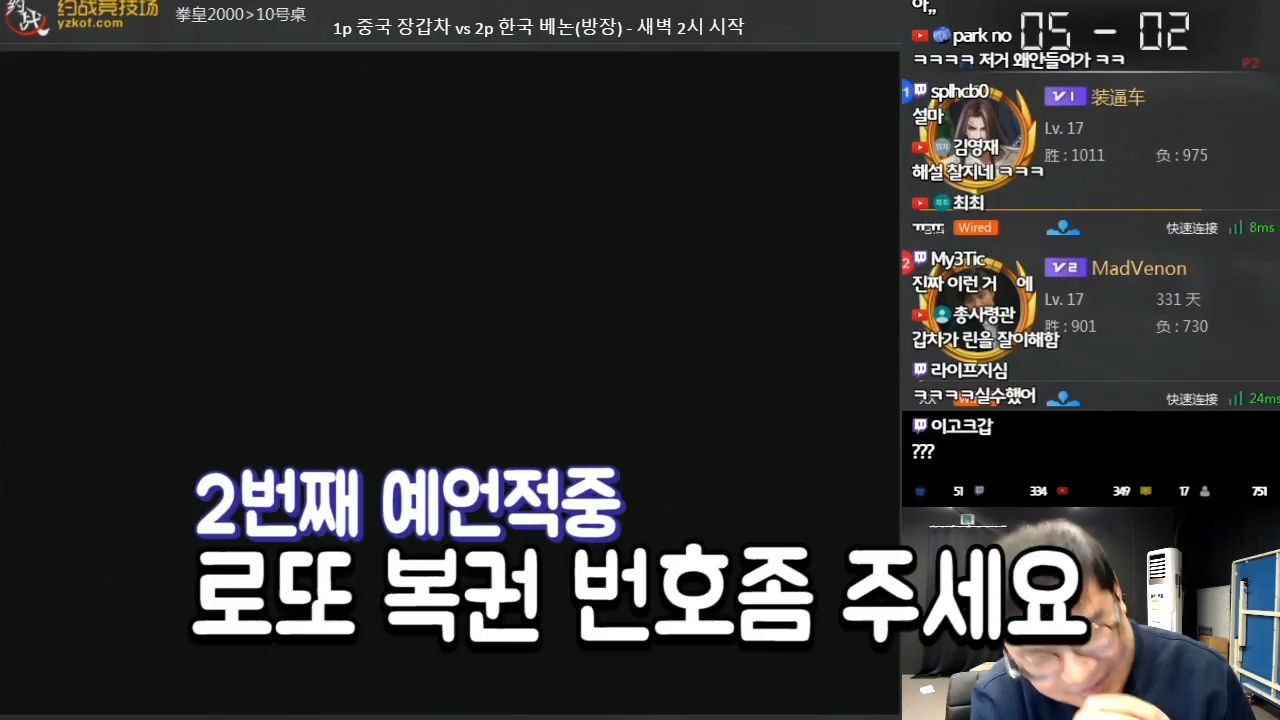 约战竞技场
yzkof.com
拳皇2000>10号桌
1p 중국 장갑차 vs 2p 한국 베논(방장) - 새벽 2시 시작
아,,
park no
05 - 02
ㅋㅋㅋㅋ 저거 왜안들어가 ㅋㅋ
P2
1
splhcb0
설마
V1
装逼车
Lv. 17
김영재
胜 : 1011
负 : 975
해설 찰지네 ㅋㅋㅋ
최최
Wired
快速连接
8ms
2
My3Tic
진짜 이런 거
에
V2
MadVenon
Lv. 17
331 天
총사령관
胜 : 901
负 : 730
갑차가 린을 잘이해함
라이프지심
ㅋㅋㅋㅋ실수했어
快速连接
24ms
이고크갑
???
51
334
349
17
751
2번째 예언적중
로또 복권 번호좀 주세요